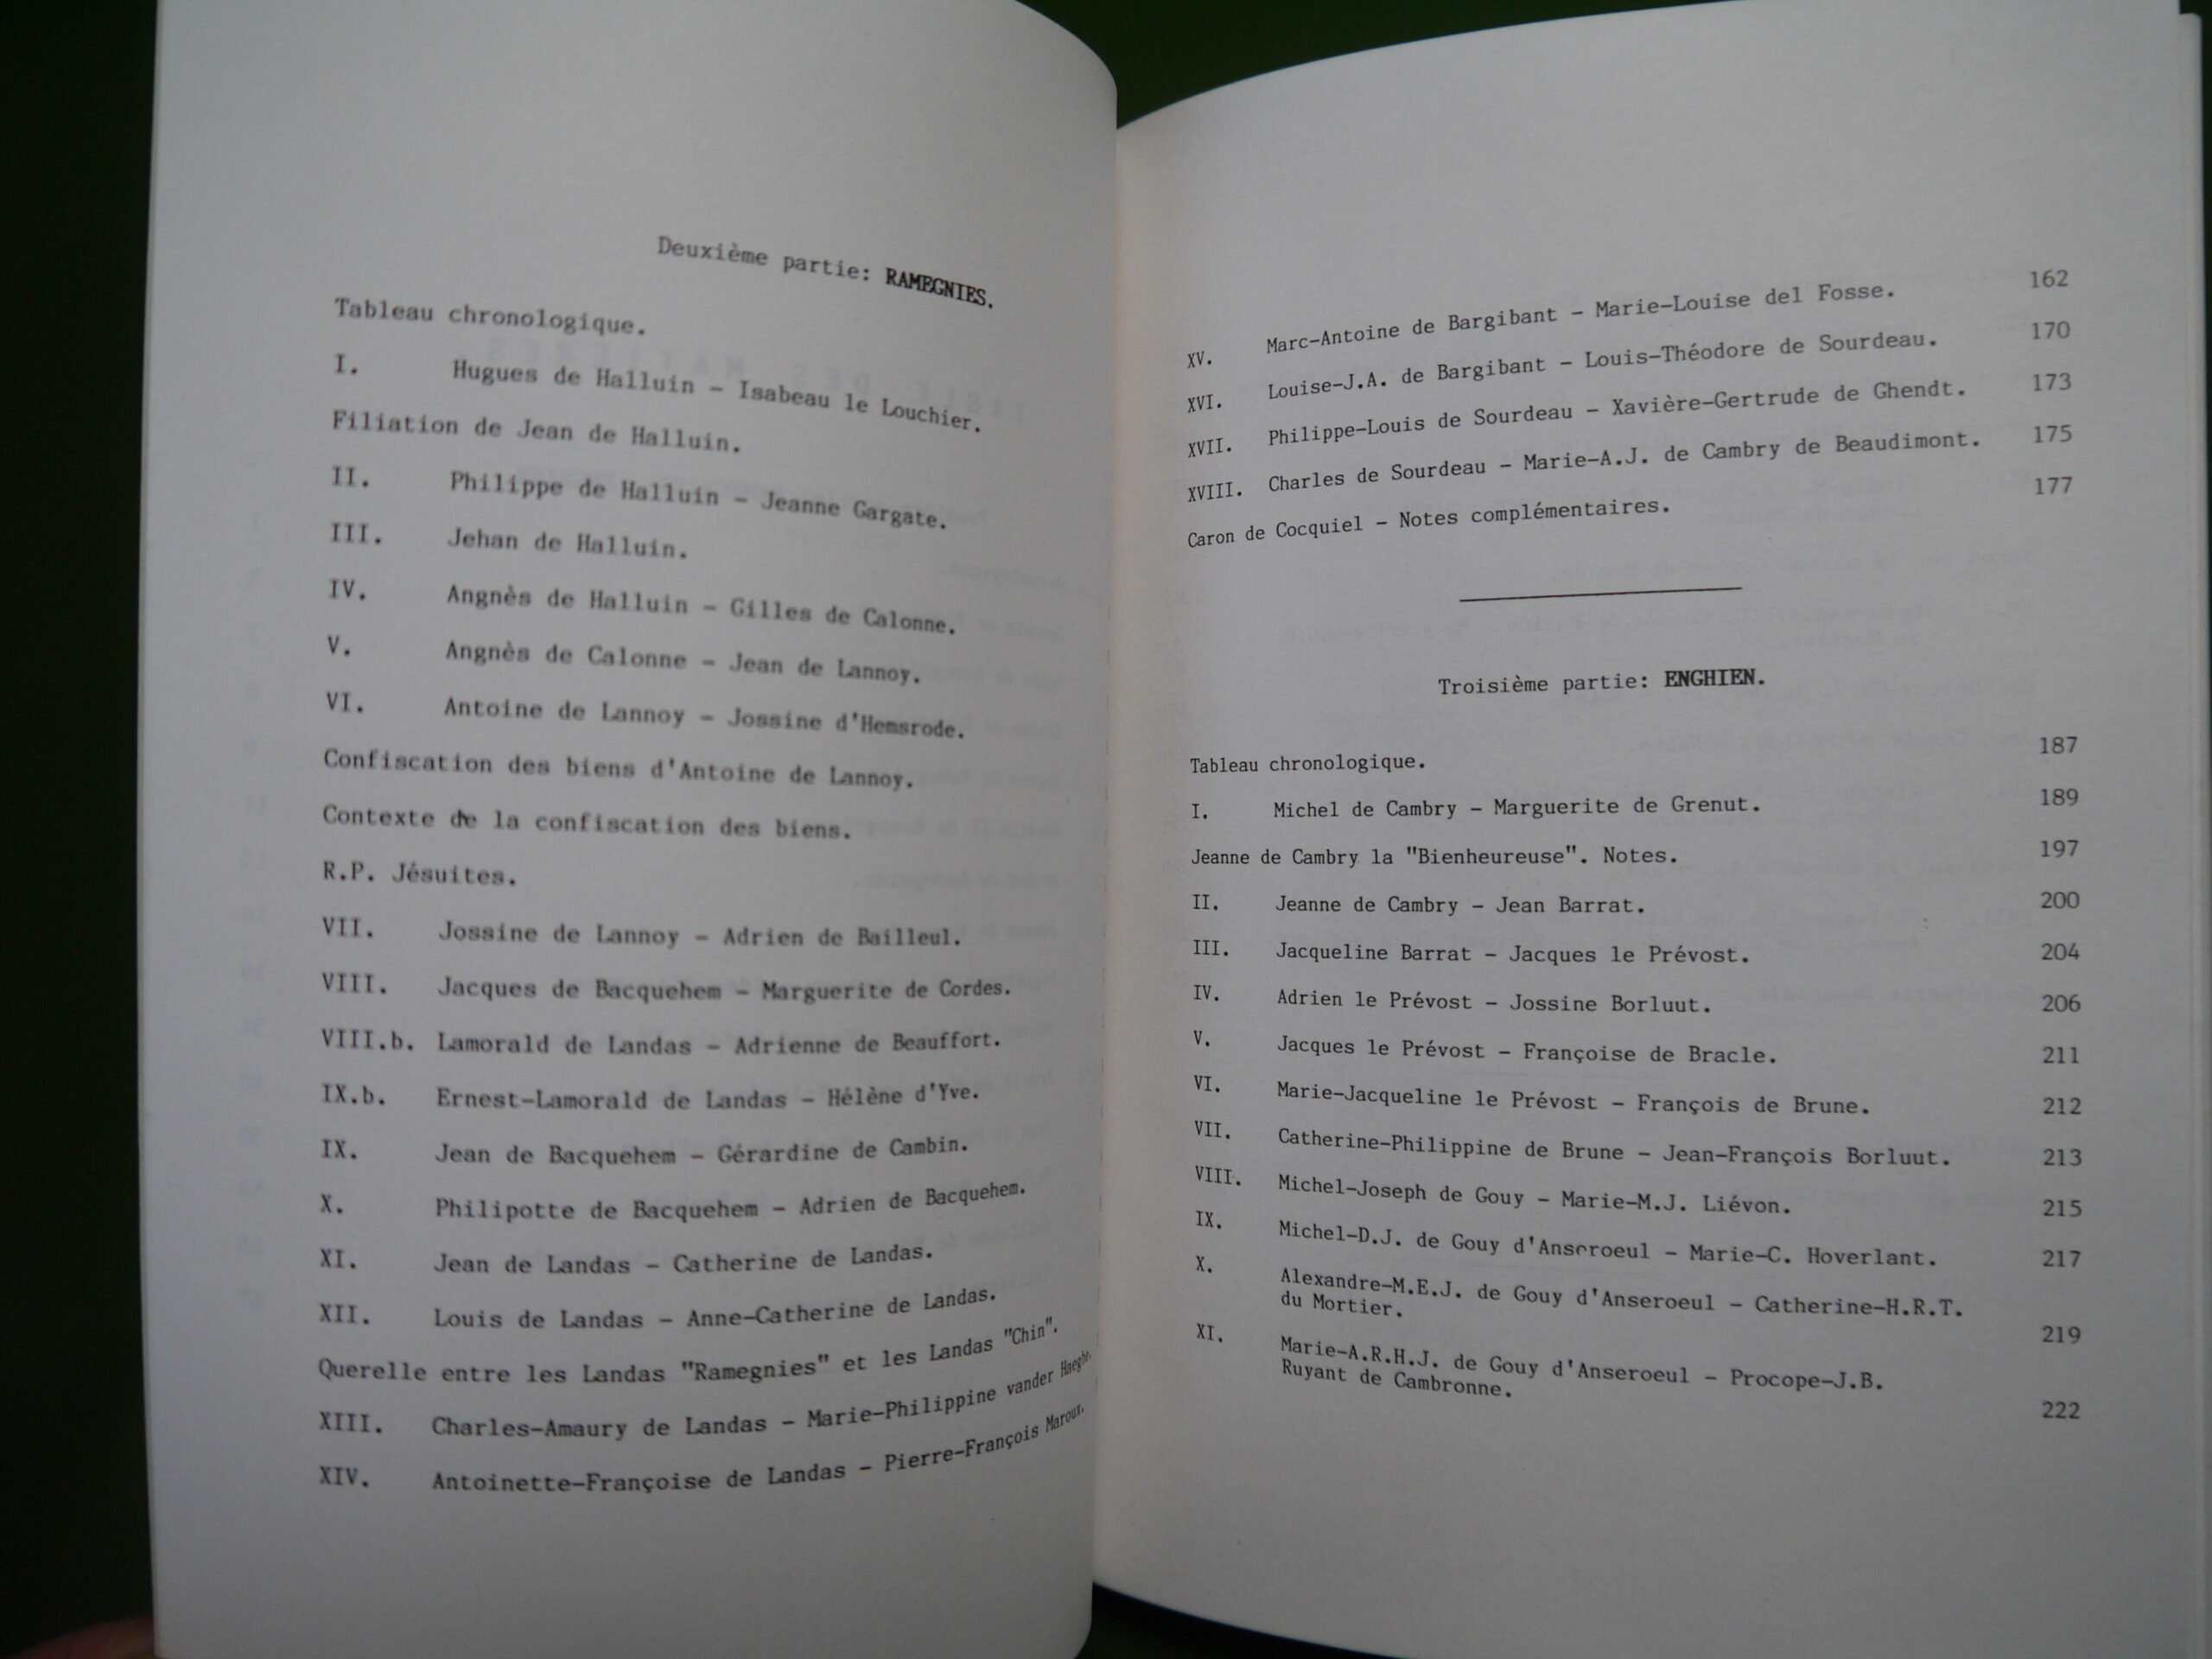 Deuxième partie: RAMEGNIES.
Tableau chronologique.
I. Hugues de Halluin - Isabeau le Louchier.
Filiation de Jean de Halluin.
II. Philippe de Halluin - Jeanne Gargate.
III. Jehan de Halluin.
IV. Angnès de Halluin - Gilles de Calonne.
V. Angnès de Calonne - Jean de Lannoy.
VI. Antoine de Lannoy - Jossine d'Hemsrode.
Confiscation des biens d'Antoine de Lannoy.
Contexte de la confiscation des biens.
R.P. Jésuites.
VII. Jossine de Lannoy - Adrien de Bailleul.
VIII. Jacques de Bacquehem - Marguerite de Cordes.
VIII.b. Lamorald de Landas - Adrienne de Beauffort.
IX.b. Ernest-Lamorald de Landas - Hélène d'Yve.
IX. Jean de Bacquehem - Gérardine de Cambin.
X. Philipotte de Bacquehem - Adrien de Bacquehem.
XI. Jean de Landas - Catherine de Landas.
XII. Louis de Landas - Anne-Catherine de Landas.
Querelle entre les Landas "Ramegnies" et les Landas "Chin".
XIII. Charles-Amaury de Landas - Marie-Philippine vander Haeghe.
XIV. Antoinette-Françoise de Landas - Pierre-François Maroux.
XV. Marc-Antoine de Bargibant - Marie-Louise del Fosse. 162
XVI. Louise-J.A. de Bargibant - Louis-Théodore de Sourdeau. 170
XVII. Philippe-Louis de Sourdeau - Xavière-Gertrude de Ghendt. 173
XVIII. Charles de Sourdeau - Marie-A.J. de Cambry de Beaudimont. 175
Caron de Cocquiel - Notes complémentaires. 177
Troisième partie: ENGHIEN.
Tableau chronologique. 187
I. Michel de Cambry - Marguerite de Grenut. 189
Jeanne de Cambry la "Bienheureuse". Notes. 197
II. Jeanne de Cambry - Jean Barrat. 200
III. Jacqueline Barrat - Jacques le Prévost. 204
IV. Adrien le Prévost - Jossine Borluut. 206
V. Jacques le Prévost - Françoise de Bracle. 211
VI. Marie-Jacqueline le Prévost - François de Brune. 212
VII. Catherine-Philippine de Brune - Jean-François Borluut. 213
VIII. Michel-Joseph de Gouy - Marie-M.J. Liévon. 215
IX. Michel-D.J. de Gouy d'Anseroeul - Marie-C. Hoverlant. 217
X. Alexandre-M.E.J. de Gouy d'Anseroeul - Catherine-H.R.T.
du Mortier. 219
XI. Marie-A.R.H.J. de Gouy d'Anseroeul - Procope-J.B.
Ruyant de Cambronne. 222